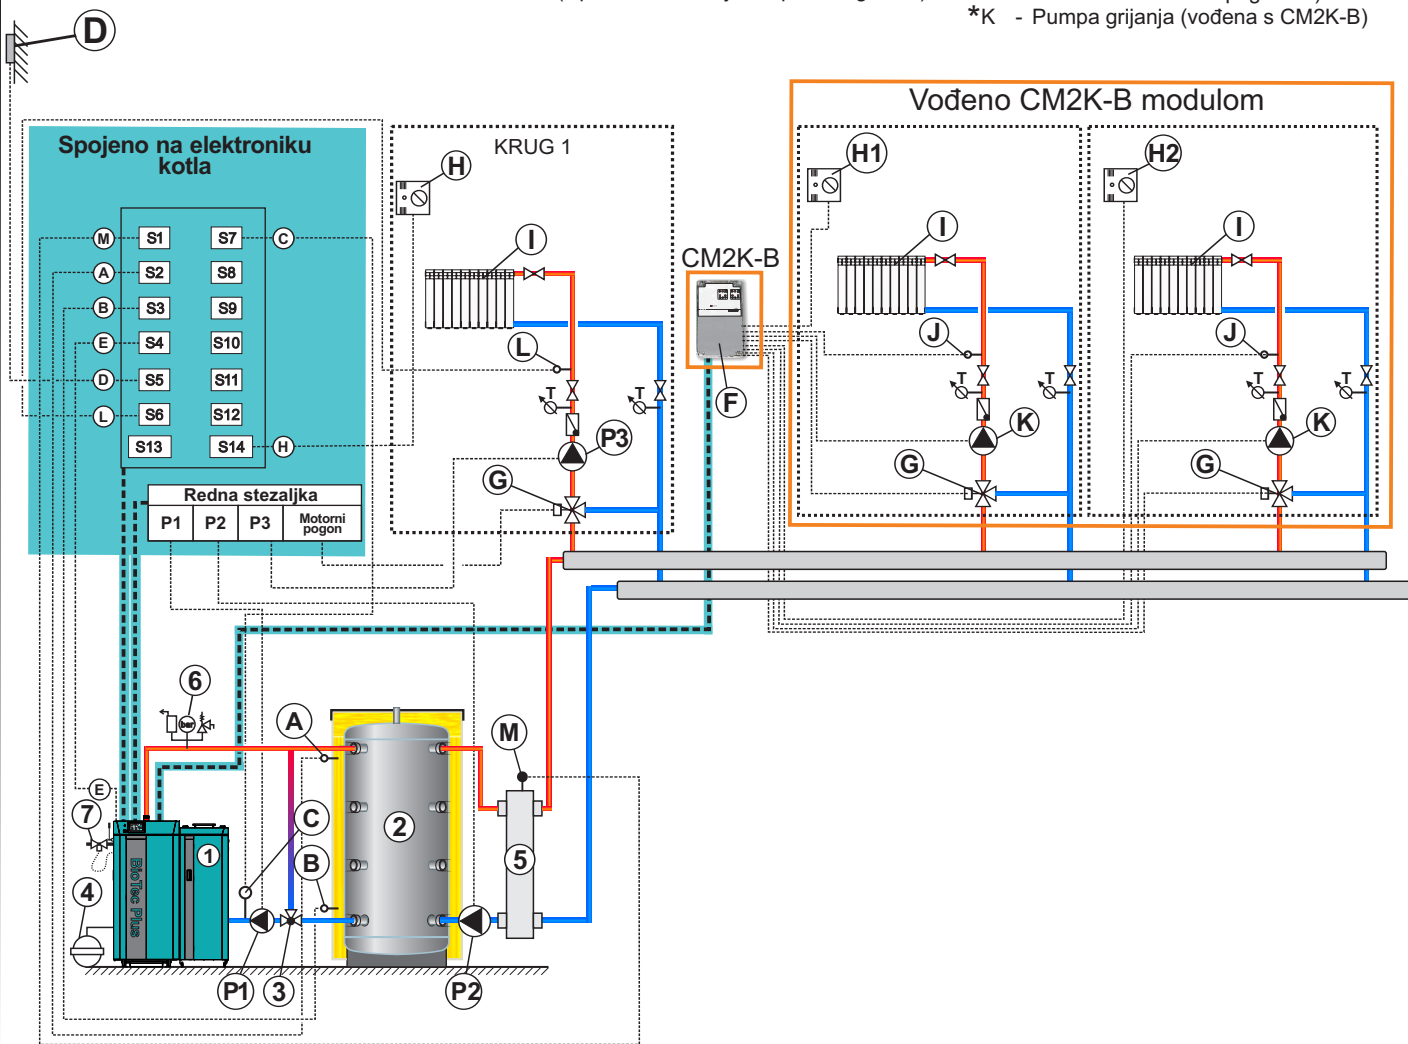 *K - Pumpa grijanja (vođena s CM2K-B)
D
Vođeno CM2K-B modulom
Spojeno na elektroniku
kotla
KRUG 1
H
H1
H2
M S1 S7 C
A S2 S8
B S3 S9
E S4 S10
D S5 S11
L S6 S12
S13 S14 H
I
I
I
CM2K-B
L
J
J
T
T
T
T
T
T
F
P3
K
K
G
G
G
Redna stezaljka
P1 P2 P3 Motorni
pogon
6
bar
A
M
E
7
C
2
1
B
5
BioTec Plus
4
P1
3
P2